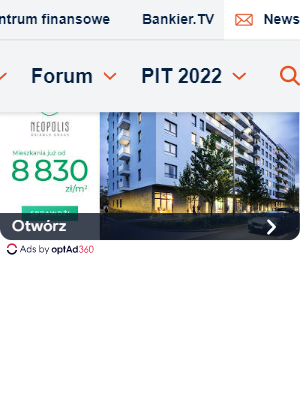 ntrum finansowe Bankier.TV News
Forum PIT 2022
NEOPOLIS
Mieszkania już od
8 830
zł/m²
Otwórz
Ads by optAd360